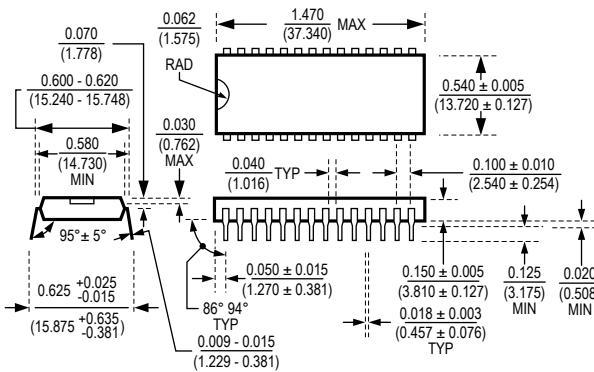 0.062
(1.575)
1.470
(37.340)
MAX
0.070
(1.778)
RAD
0.600 - 0.620
(15.240 - 15.748)
0.540 ± 0.005
(13.720 ± 0.127)
0.030
(0.762)
MAX
0.580
(14.730)
MIN
0.040
(1.016)
TYP
0.100 ± 0.010
(2.540 ± 0.254)
95°± 5°
0.050 ± 0.015
(1.270 ± 0.381)
0.150 ± 0.005
(3.810 ± 0.127)
0.125
(3.175)
MIN
0.020
(0.508
MIN
0.625 +0.025
-0.015
(15.875 +0.635
-0.381)
86° 94°
TYP
0.018 ± 0.003
(0.457 ± 0.076)
TYP
0.009 - 0.015
(1.229 - 0.381)